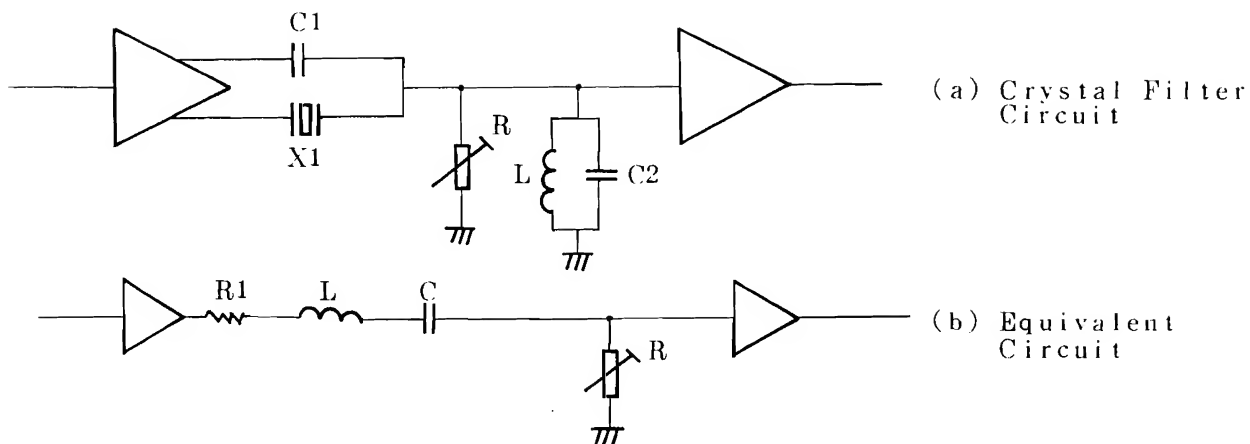 C1
X1
R
L
C2
(a) Crystal Filter
Circuit
R1
L
C
R
(b) Equivalent
Circuit